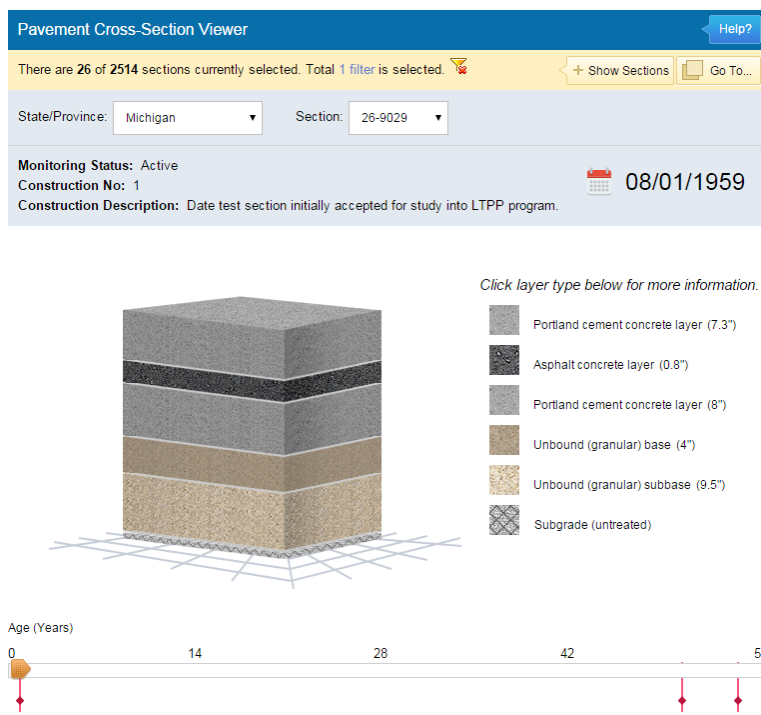 Pavement Cross-Section Viewer
Help?
There are 26 of 2514 sections currently selected. Total 1 filter is selected.
+ Show Sections
Go To...
State/Province: Michigan
Section: 26-9029
Monitoring Status: Active
Construction No: 1
Construction Description: Date test section initially accepted for study into LTPP program.
08/01/1959
Click layer type below for more information.
Portland cement concrete layer (7.3")
Asphalt concrete layer (0.8")
Portland cement concrete layer (8")
Unbound (granular) base (4")
Unbound (granular) subbase (9.5")
Subgrade (untreated)
Age (Years)
0 14 28 42 5